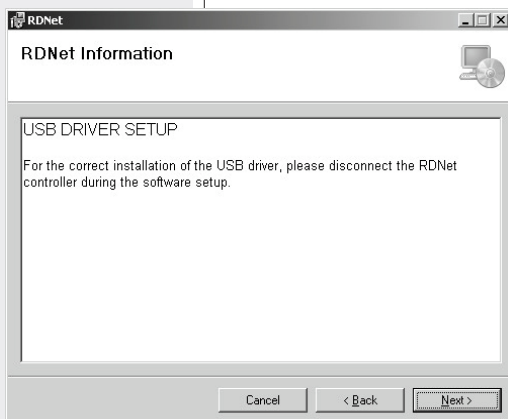 RDNet
RDNet Information
USB DRIVER SETUP
For the correct installation of the USB driver, please disconnect the RDNet
controller during the software setup.
Cancel
< Back
Next >